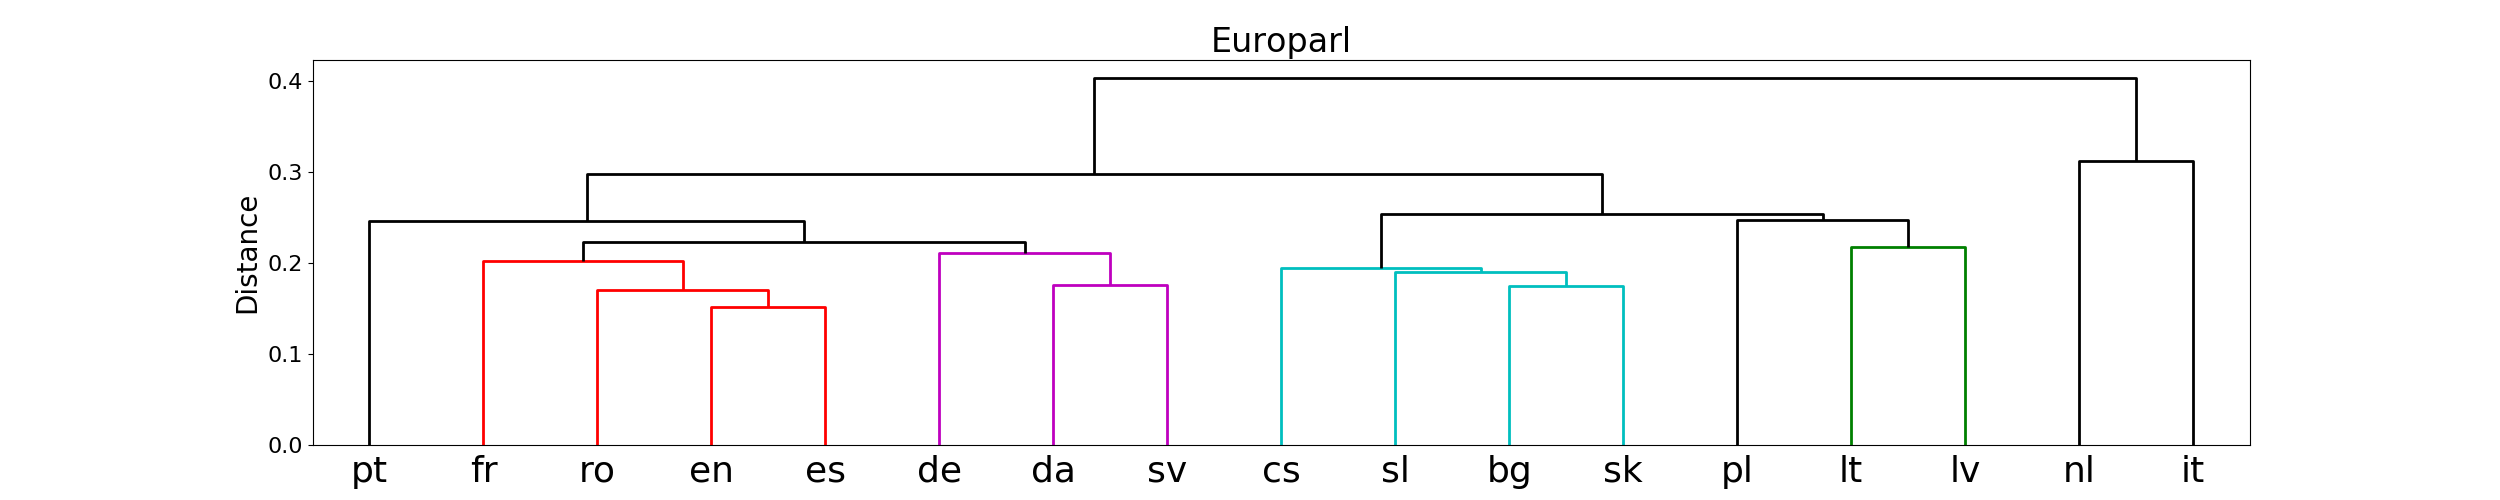 Europarl
0.4
0.3
0.2
0.1
0.0
Distance
pt fr ro en es de da sv cs sl bg sk pl lt lv nl it